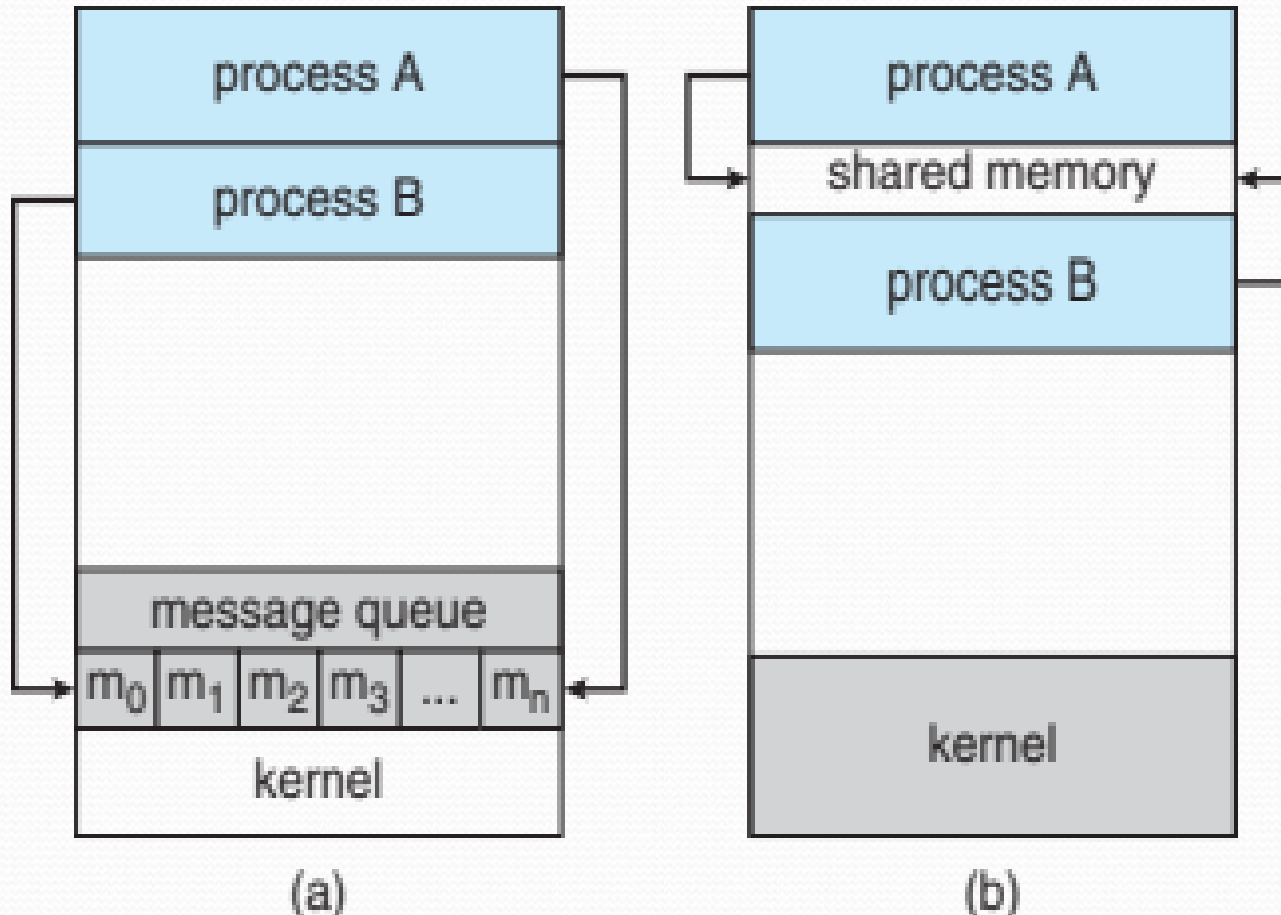 process A
process B
message queue
m0 m1 m2 m3 ... mn
kernel
(a)
process A
shared memory
process B
kernel
(b)